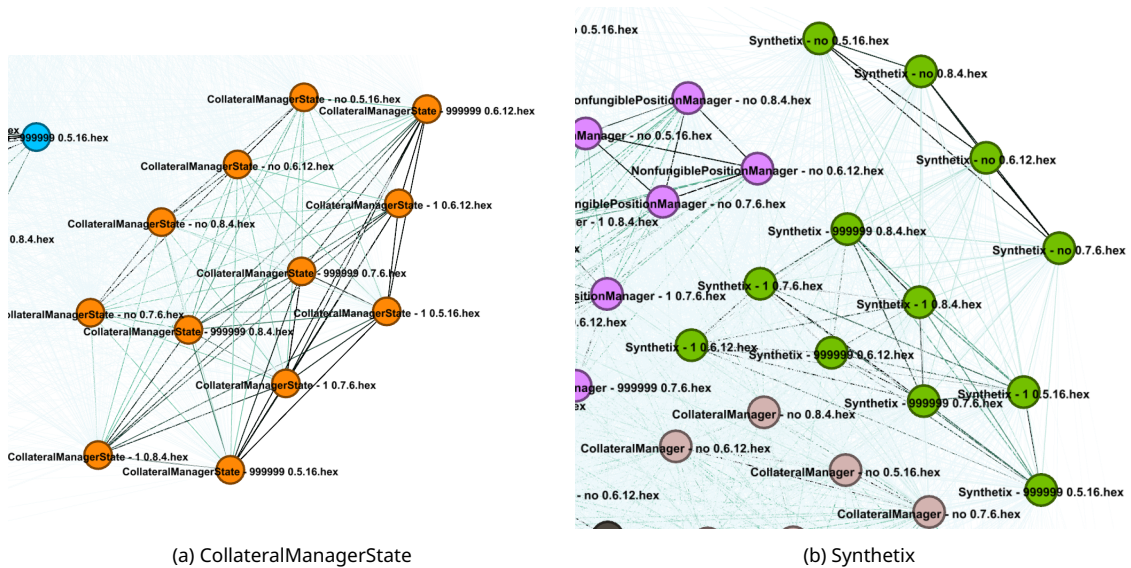 CollateralManagerState - no 0.5.16.hex
CollateralManagerState - 999999 0.6.12.hex
999999 0.5.16.hex
CollateralManagerState - no 0.6.12.hex
CollateralManagerState - 1 0.6.12.hex
CollateralManagerState - no 0.8.4.hex
0.8.4.hex
CollateralManagerState - 999999 0.7.6.hex
ollateralManagerState - no 0.7.6.hex
CollateralManagerState - 1 0.5.16.hex
CollateralManagerState - 999999 0.8.4.hex
CollateralManagerState - 1 0.7.6.hex
CollateralManagerState - 1 0.8.4.hex
CollateralManagerState - 999999 0.5.16.hex
(a) CollateralManagerState
0.5.16.hex
Synthetix - no 0.5.16.hex
Synthetix - no 0.8.4.hex
onfungiblePositionManager - no 0.8.4.hex
Manager - no 0.5.16.hex
Synthetix - no 0.6.12.hex
NonfungiblePositionManager - no 0.6.12.hex
ngiblePositionManager - no 0.7.6.hex
er - 1 0.8.4.hex
Synthetix - 999999 0.8.4.hex
Synthetix - no 0.7.6.hex
Synthetix - 1 0.7.6.hex
sitionManager - 1 0.7.6.hex
Synthetix - 1 0.8.4.hex
.6.12.hex
Synthetix - 1 0.6.12.hex
Synthetix - 999999 0.6.12.hex
nager - 999999 0.7.6.hex
ex
Synthetix - 1 0.5.16.hex
Synthetix - 999999 0.7.6.hex
CollateralManager - no 0.8.4.hex
CollateralManager - no 0.6.12.hex
CollateralManager - no 0.5.16.hex
- no 0.6.12.hex
Synthetix - 999999 0.5.16.hex
CollateralManager - no 0.7.6.hex
(b) Synthetix